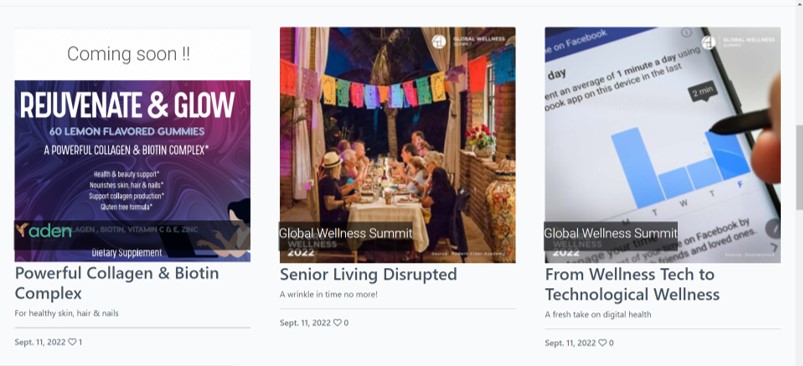 Coming soon !!
REJUVENATE & GLOW
60 LEMON FLAVORED GUMMIES
A POWERFUL COLLAGEN & BIOTIN COMPLEX*
Health & beauty support*
Nourishes skin, hair & nails*
Support collagen production*
Gluten free formula*
aden
LAGEN , BIOTIN, VITAMIN C & E, ZINC
Dietary Supplement
Powerful Collagen & Biotin
Complex
For healthy skin, hair & nails
Sept. 11, 2022 1
GLOBAL WELLNESS
SUMMIT
Global Wellness Summit
WELLNESS
2022
Senior Living Disrupted
A wrinkle in time no more!
Sept. 11, 2022 0
e on Facebook
GLOBAL WELLNESS
day
ent an average of 1 minute a day using
book app on this device in the last
2 min
M T W T F
Global Wellness Summit
WELLNESS
2022
nage your time on Facebook by
of your
friends and loved ones.
From Wellness Tech to
Technological Wellness
A fresh take on digital health
Sept. 11, 2022 0